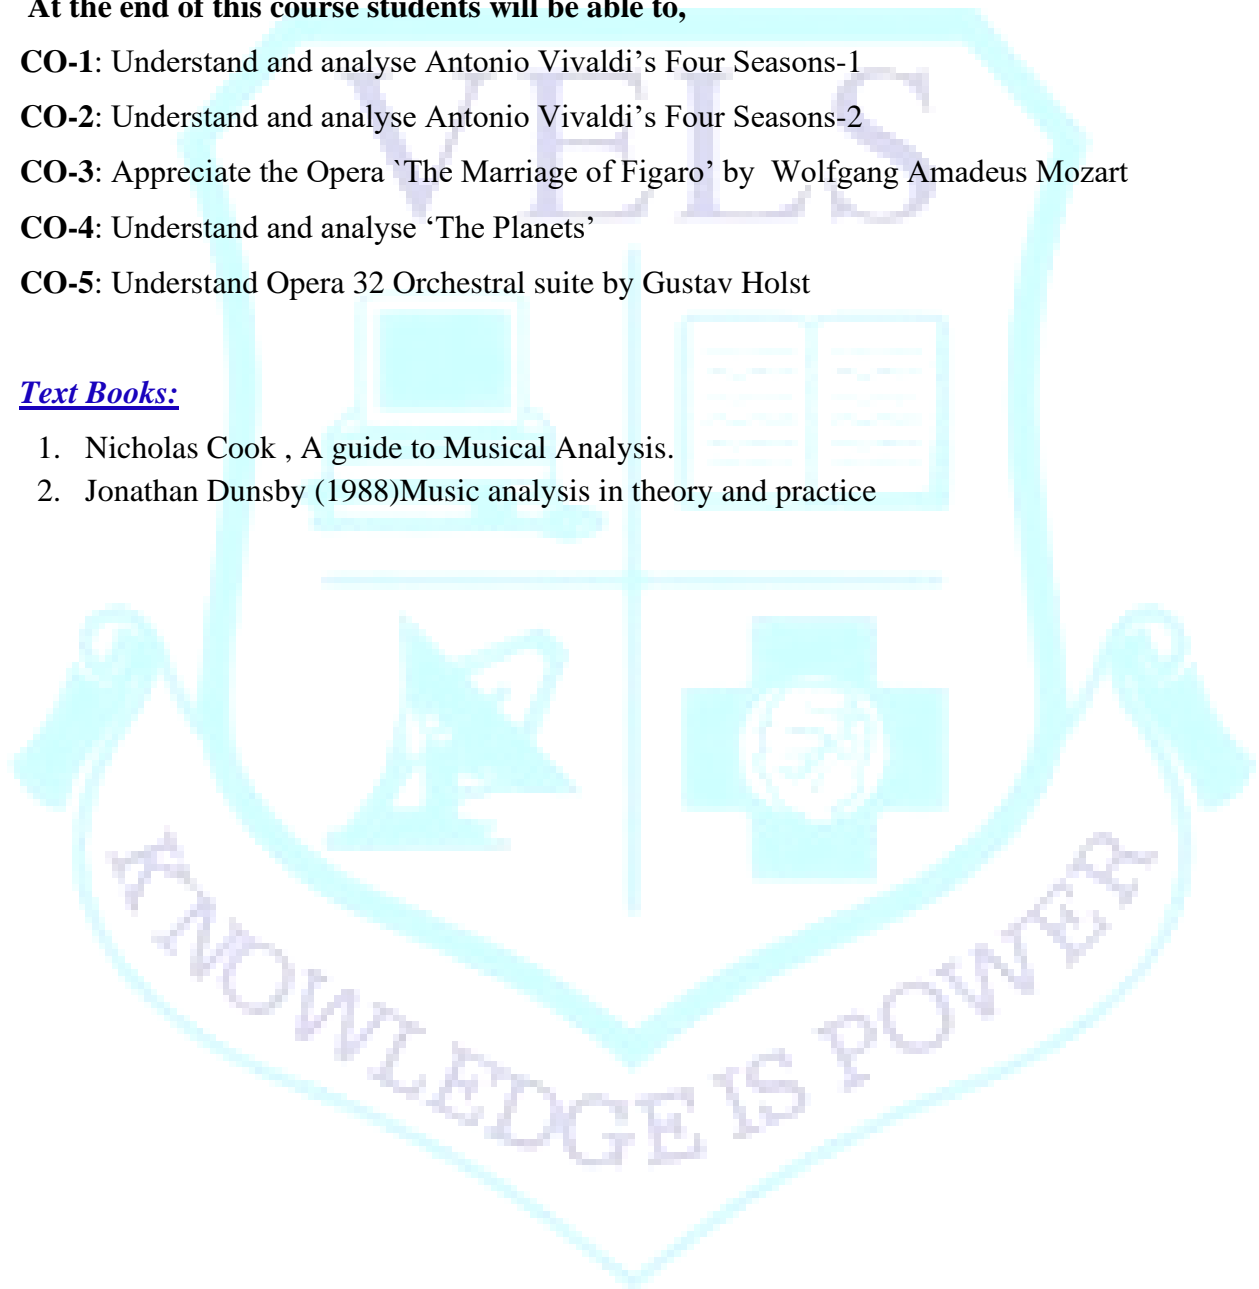 At the end of this course students will be able to,
CO-1: Understand and analyse Antonio Vivaldi’s Four Seasons-1
CO-2: Understand and analyse Antonio Vivaldi’s Four Seasons-2
CO-3: Appreciate the Opera `The Marriage of Figaro’ by  Wolfgang Amadeus Mozart
CO-4: Understand and analyse ‘The Planets’
CO-5: Understand Opera 32 Orchestral suite by Gustav Holst
Text Books:
1. Nicholas Cook , A guide to Musical Analysis.
2. Jonathan Dunsby (1988)Music analysis in theory and practice
VELS
KNOWLEDGE IS POWER